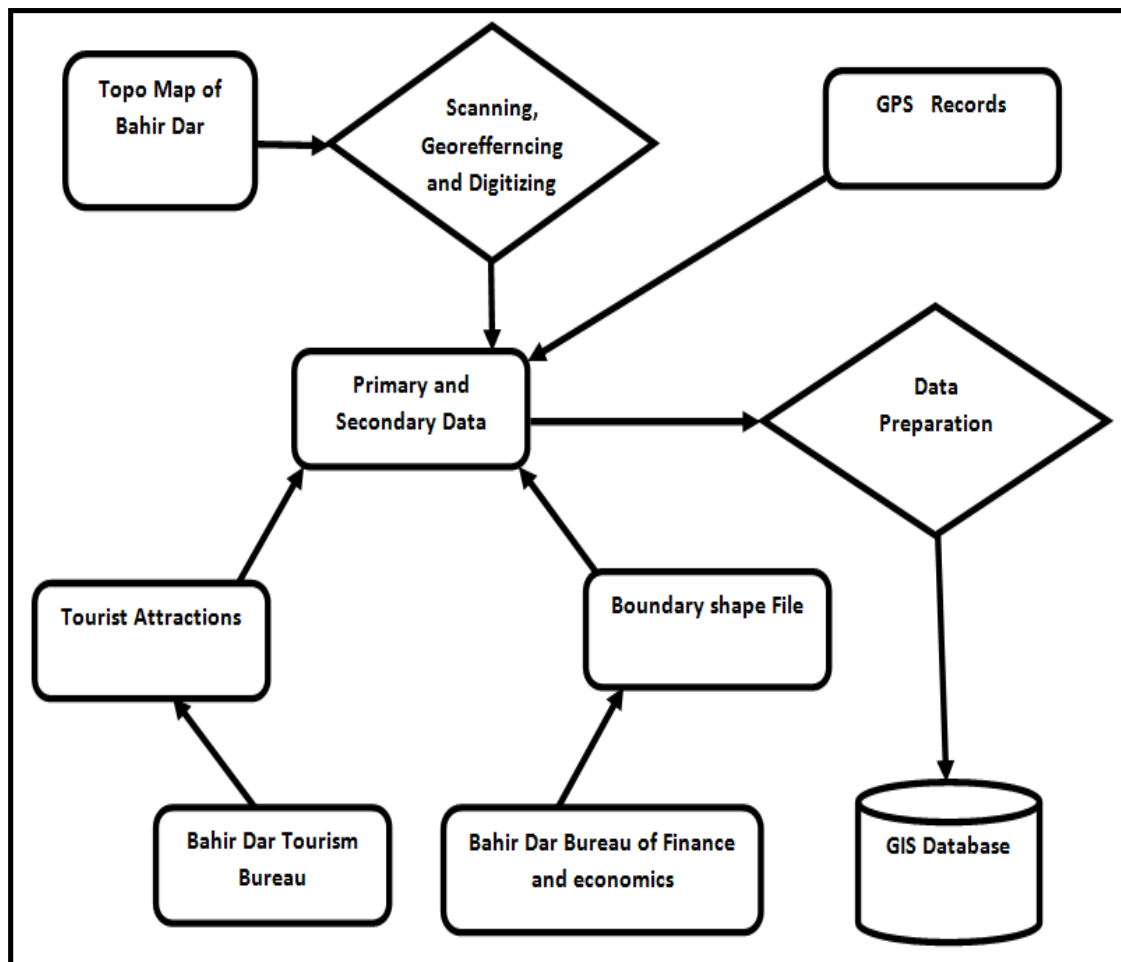 Topo Map of
Bahir Dar
Scanning,
Georefferncing
and Digitizing
GPS Records
Primary and
Secondary Data
Data
Preparation
Tourist Attractions
Boundary shape File
Bahir Dar Tourism
Bureau
Bahir Dar Bureau of Finance
and economics
GIS Database